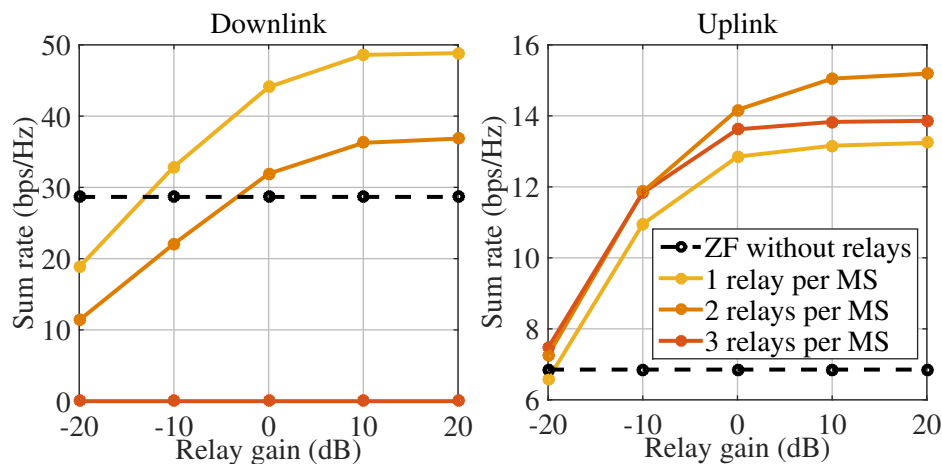 Downlink
Sum rate (bps/Hz)
50
40
30
20
10
0
-20 -10 0 10 20
Relay gain (dB)
Uplink
Sum rate (bps/Hz)
16
14
12
10
8
6
-20 -10 0 10 20
Relay gain (dB)
ZF without relays
1 relay per MS
2 relays per MS
3 relays per MS